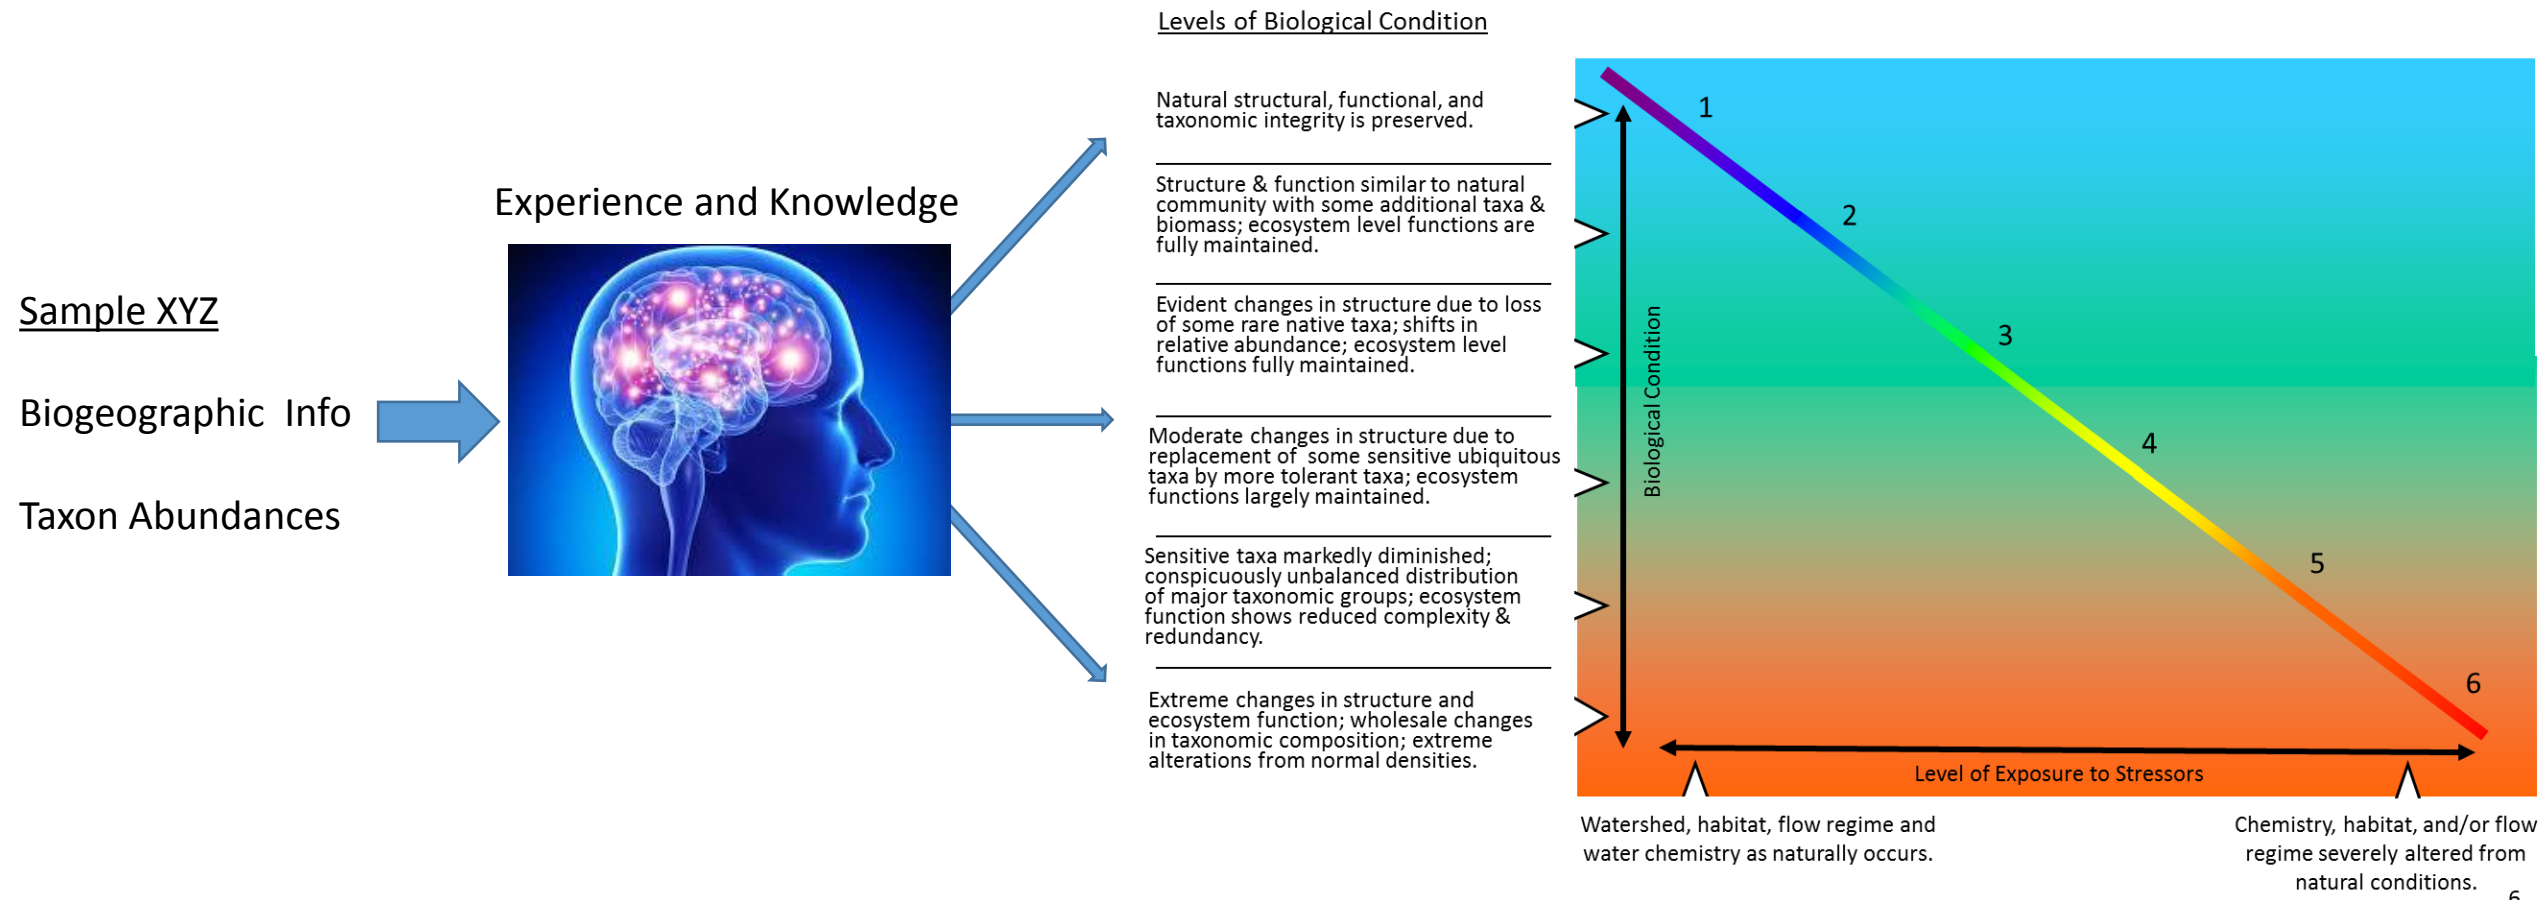 Levels of Biological Condition
Sample XYZ
Biogeographic Info
Taxon Abundances
Experience and Knowledge
Natural structural, functional, and
taxonomic integrity is preserved.
Structure & function similar to natural
community with some additional taxa &
biomass; ecosystem level functions are
fully maintained.
Evident changes in structure due to loss
of some rare native taxa; shifts in
relative abundance; ecosystem level
functions fully maintained.
Moderate changes in structure due to
replacement of some sensitive ubiquitous
taxa by more tolerant taxa; ecosystem
functions largely maintained.
Sensitive taxa markedly diminished;
conspicuously unbalanced distribution
of major taxonomic groups; ecosystem
function shows reduced complexity &
redundancy.
Extreme changes in structure and
ecosystem function; wholesale changes
in taxonomic composition; extreme
alterations from normal densities.
Biological Condition
1
2
3
4
5
6
Level of Exposure to Stressors
Watershed, habitat, flow regime and
water chemistry as naturally occurs.
Chemistry, habitat, and/or flow
regime severely altered from
natural conditions.
6